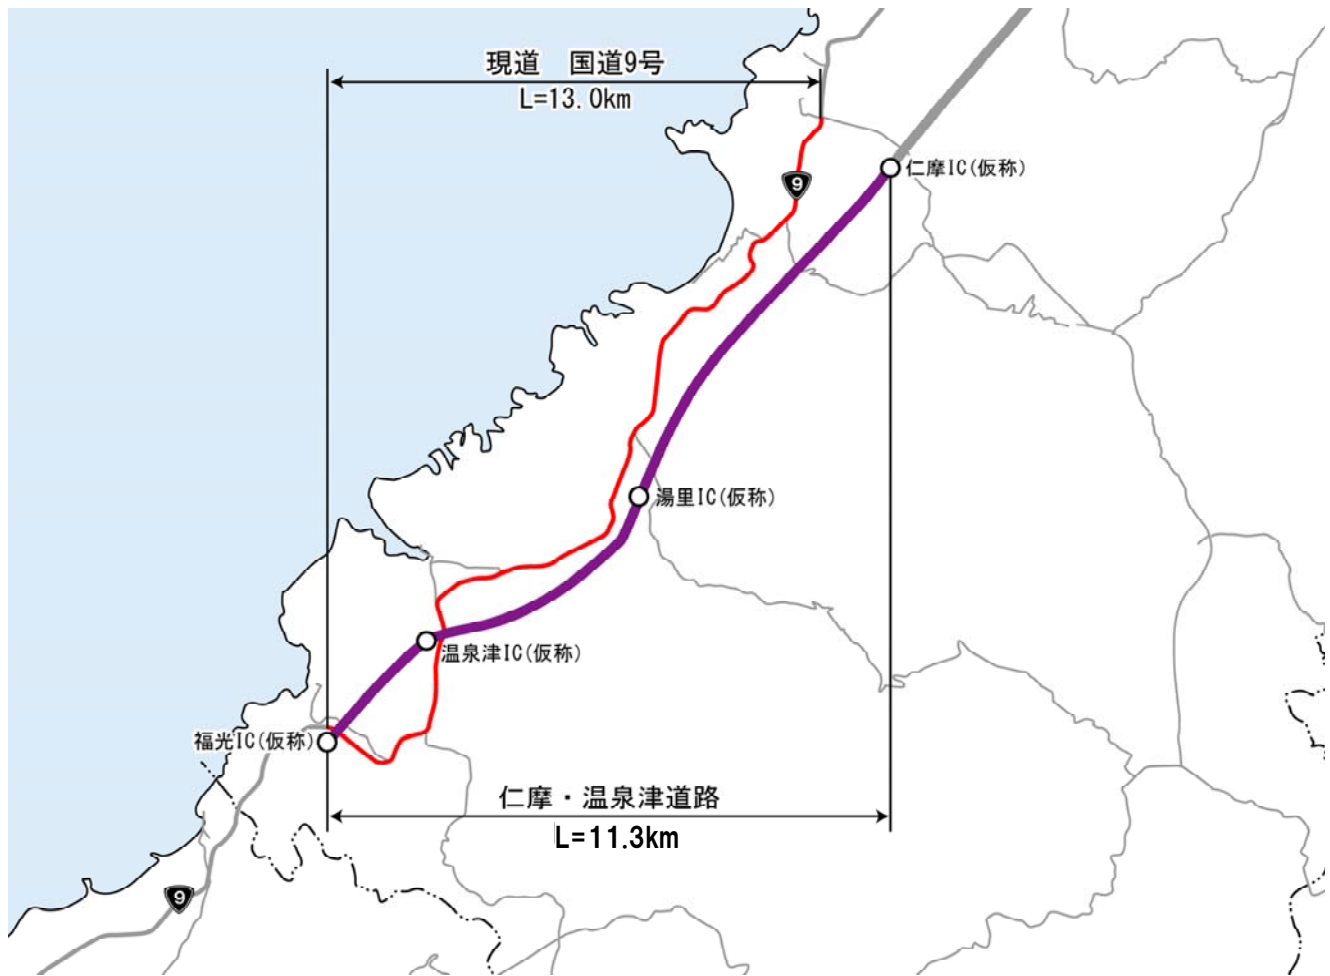 現道　国道9号
L=13.0km
9
仁摩IC(仮称)
湯里IC(仮称)
温泉津IC(仮称)
福光IC(仮称)
仁摩・温泉津道路
L=11.3km
9